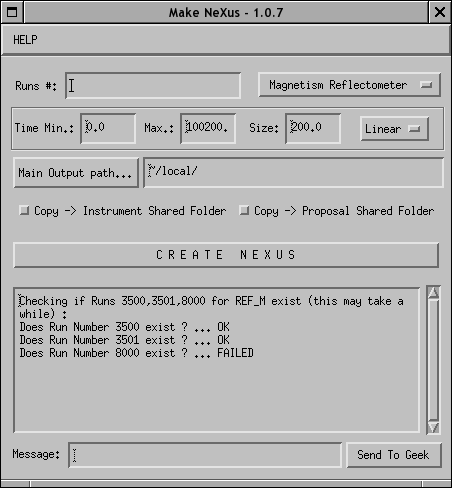 Make NeXus - 1.0.7
HELP
Runs #: Magnetism Reflectometer
Time Min.: 0.0 Max.: 100200. Size: 200.0 Linear
Main Output path... ~/local/
Copy -> Instrument Shared Folder Copy -> Proposal Shared Folder
CREATE NEXUS
Checking if Runs 3500,3501,8000 for REF_M exist (this may take a
while) :
Does Run Number 3500 exist ? ... OK
Does Run Number 3501 exist ? ... OK
Does Run Number 8000 exist ? ... FAILED
Message: Send To Geek